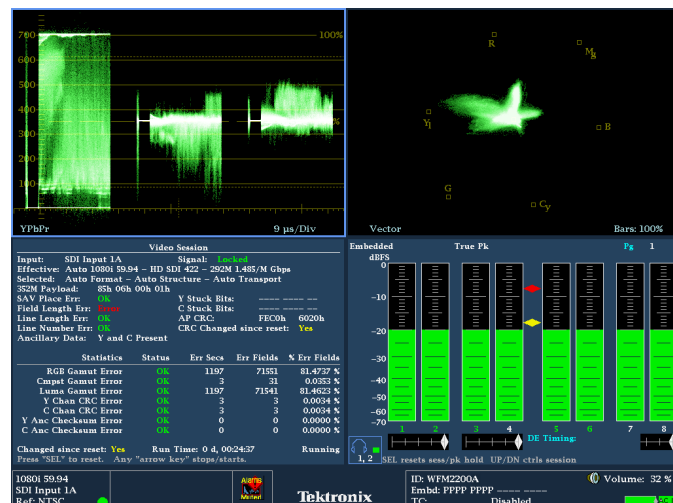 700
100%
600
500
400
300
200
100
0
%
YPbPr
9 µs/Div
R
Mg
Yl
B
G
Cy
Vector
Bars: 100%
Video Session
Input: SDI Input 1A Signal: Locked
Effective: Auto 1080i 59.94 – HD SDI 422 – 292M 1.485/M Gbps
Selected: Auto Format – Auto Structure – Auto Transport
352M Payload: 85h 06h 00h 01h
SAV Place Err: OK Y Stuck Bits: ---- ---- -- --
Field Length Err: C Stuck Bits: ---- ---- -- --
Line Length Err: OK AP CRC: FEC0h 6020h
Line Number Err: OK CRC Changed since reset: Yes
Ancillary Data: Y and C Present
Statistics Status Err Secs Err Fields % Err Fields
RGB Gamut Error OK 1197 71551 81.4737 %
Cmpst Gamut Error OK 3 31 0.0353 %
Luma Gamut Error OK 1197 71541 81.4623 %
Y Chan CRC Error OK 3 3 0.0034 %
C Chan CRC Error OK 3 3 0.0034 %
Y Anc Checksum Error OK 0 0 0.0000 %
C Anc Checksum Error OK 0 0 0.0000 %
Changed since reset: Yes Run Time: 0 d, 00:24:37 Running
Press "SEL" to reset. Any "arrow key" stops/starts.
Embedded True Pk Pg 1
dBFS
0
-10
-20
-30
-40
-50
-60
-70
1 2 3 4 5 6 7 8
DE Timing:
1, 2 SEL resets sess/pk hold UP/DN ctrls session
1080i 59.94
SDI Input 1A
Ref: NTSC
Alarms
Muted
Tektronix
ID: WFM2200A
Embd: PPPP PPPP ---- ----
TC: Disabled
Volume: 32 %